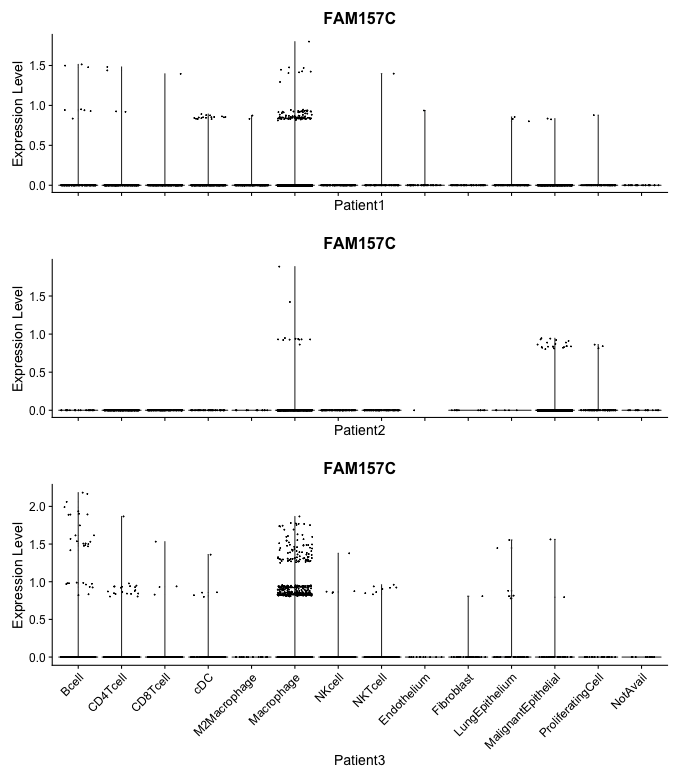 FAM157C
Expression Level
1.5
1.0
0.5
0.0
Patient1
FAM157C
Expression Level
1.5
1.0
0.5
0.0
Patient2
FAM157C
Expression Level
2.0
1.5
1.0
0.5
0.0
Bcell
CD4Tcell
CD8Tcell
cDC
M2Macrophage
Macrophage
NKcell
NKTcell
Endothelium
Fibroblast
LungEpithelium
MalignantEpithelial
ProliferatingCell
NotAvail
Patient3